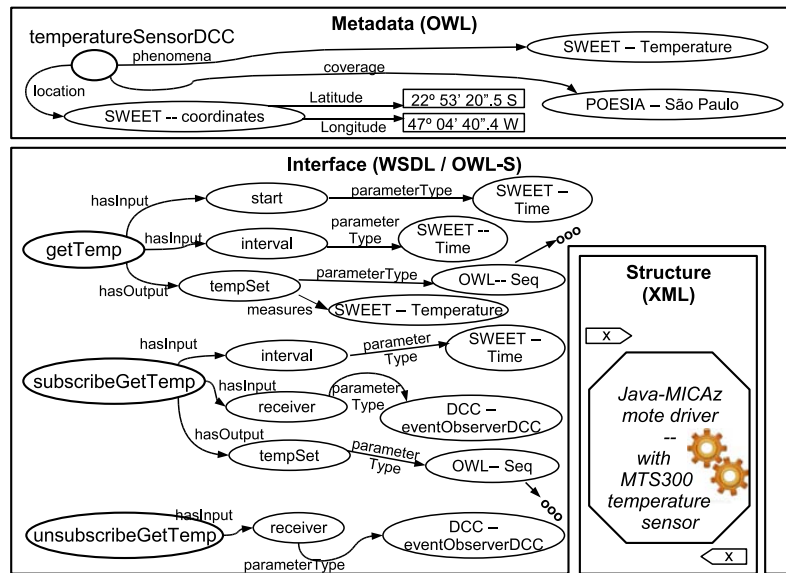 Metadata (OWL)
temperatureSensorDCC
phenomena
SWEET – Temperature
coverage
location
Latitude
22º 53' 20".5 S
POESIA – São Paulo
SWEET -- coordinates
Longitude
47º 04' 40".4 W
Interface (WSDL / OWL-S)
hasInput
start
parameterType
SWEET –
Time
getTemp
hasInput
interval
parameter
Type
SWEET --
Time
hasOutput
tempSet
parameterType
OWL-- Seq
measures
SWEET – Temperature
hasInput
interval
parameter
Type
SWEET –
Time
subscribeGetTemp
hasInput
receiver
parameter
Type
DCC –
eventObserverDCC
hasOutput
tempSet
parameter
Type
OWL– Seq
unsubscribeGetTemp
hasInput
receiver
parameterType
DCC –
eventObserverDCC
Structure
(XML)
X
Java-MICAz
mote driver
--
with
MTS300
temperature
sensor
X